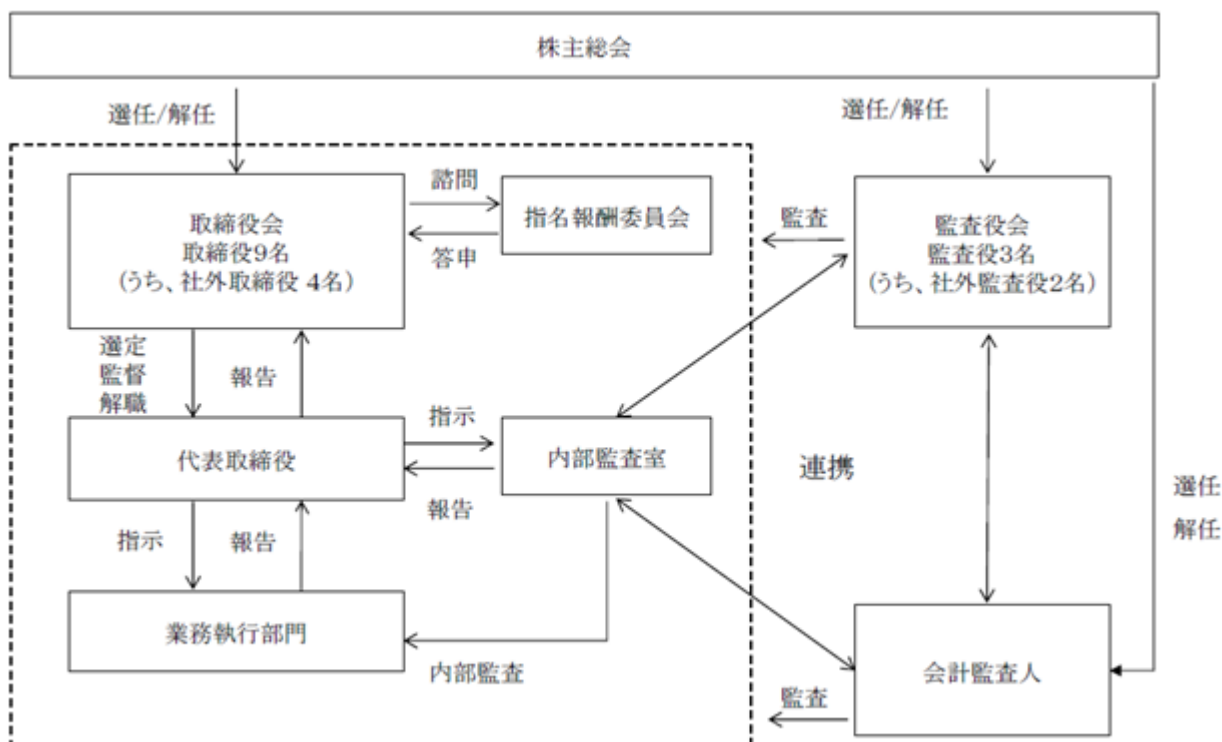 株主総会
選任/解任
選任/解任
取締役会
取締役9名
(うち、社外取締役 4名)
諮問
答申
指名報酬委員会
監査
監査役会
監査役3名
(うち、社外監査役2名)
選定
監督
解職
報告
代表取締役
指示
報告
内部監査室
連携
選任
解任
指示
報告
業務執行部門
内部監査
監査
会計監査人